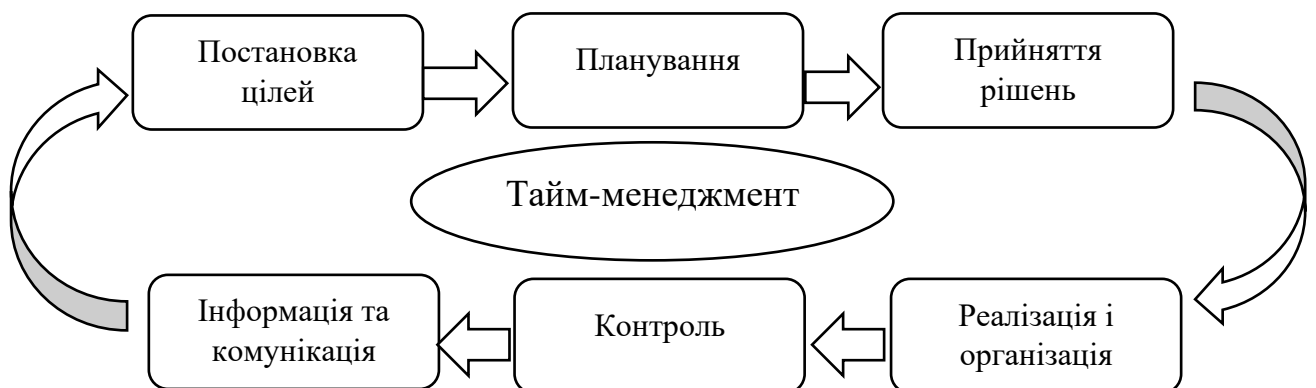 Постановка
цілей
Планування
Прийняття
рішень
Тайм-менеджмент
Інформація та
комунікація
Контроль
Реалізація і
організація